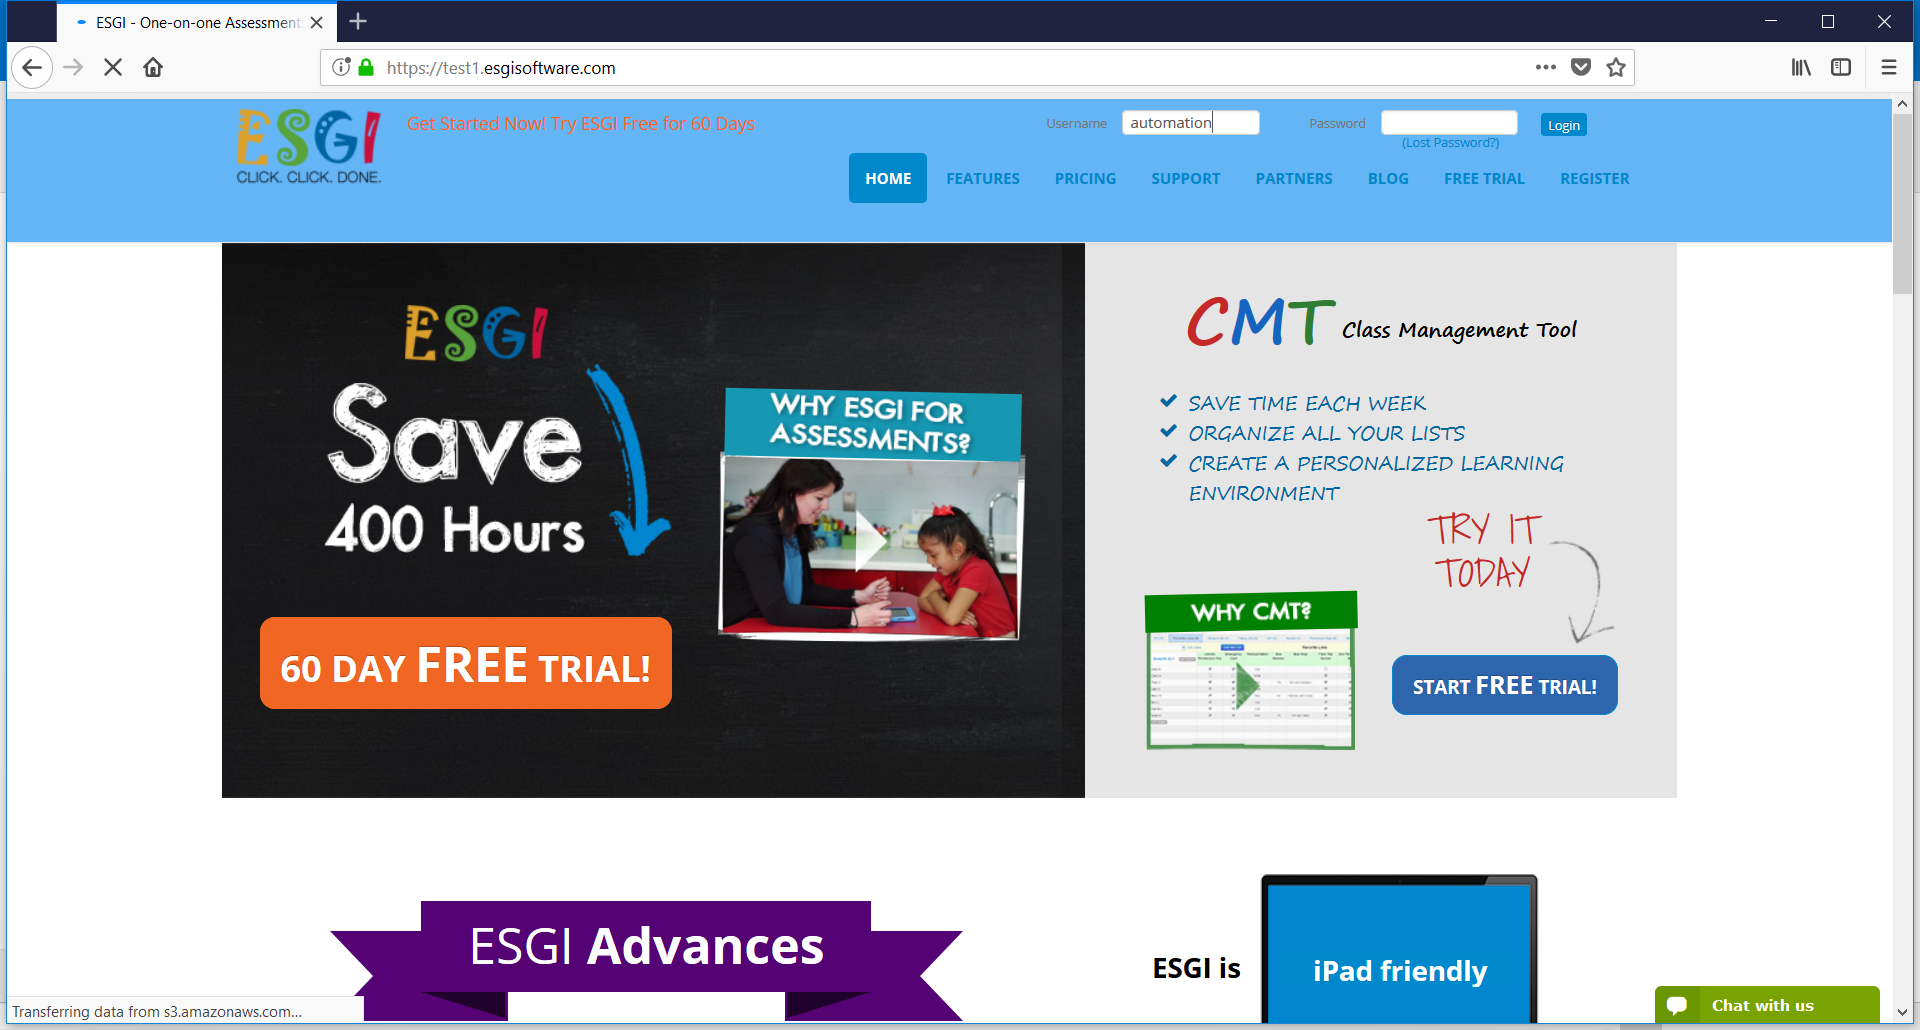 ESGI - One-on-one Assessment
https://test1.esgisoftware.com
ESGI
CLICK. CLICK. DONE.
Get Started Now! Try ESGI Free for 60 Days
Username automation Password Login
(Lost Password?)
HOME FEATURES PRICING SUPPORT PARTNERS BLOG FREE TRIAL REGISTER
ESGI
Save
400 Hours
60 DAY FREE TRIAL!
WHY ESGI FOR
ASSESSMENTS?
CMT Class Management Tool
SAVE TIME EACH WEEK
ORGANIZE ALL YOUR LISTS
CREATE A PERSONALIZED LEARNING
ENVIRONMENT
TRY IT
TODAY
WHY CMT?
START FREE TRIAL!
ESGI Advances
ESGI is
iPad friendly
Chat with us
Transferring data from s3.amazonaws.com...